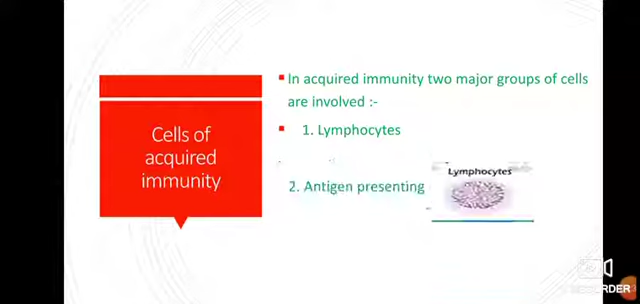 Cells of
acquired
immunity
In acquired immunity two major groups of cells
are involved :-
1. Lymphocytes
2. Antigen presenting
Lymphocytes